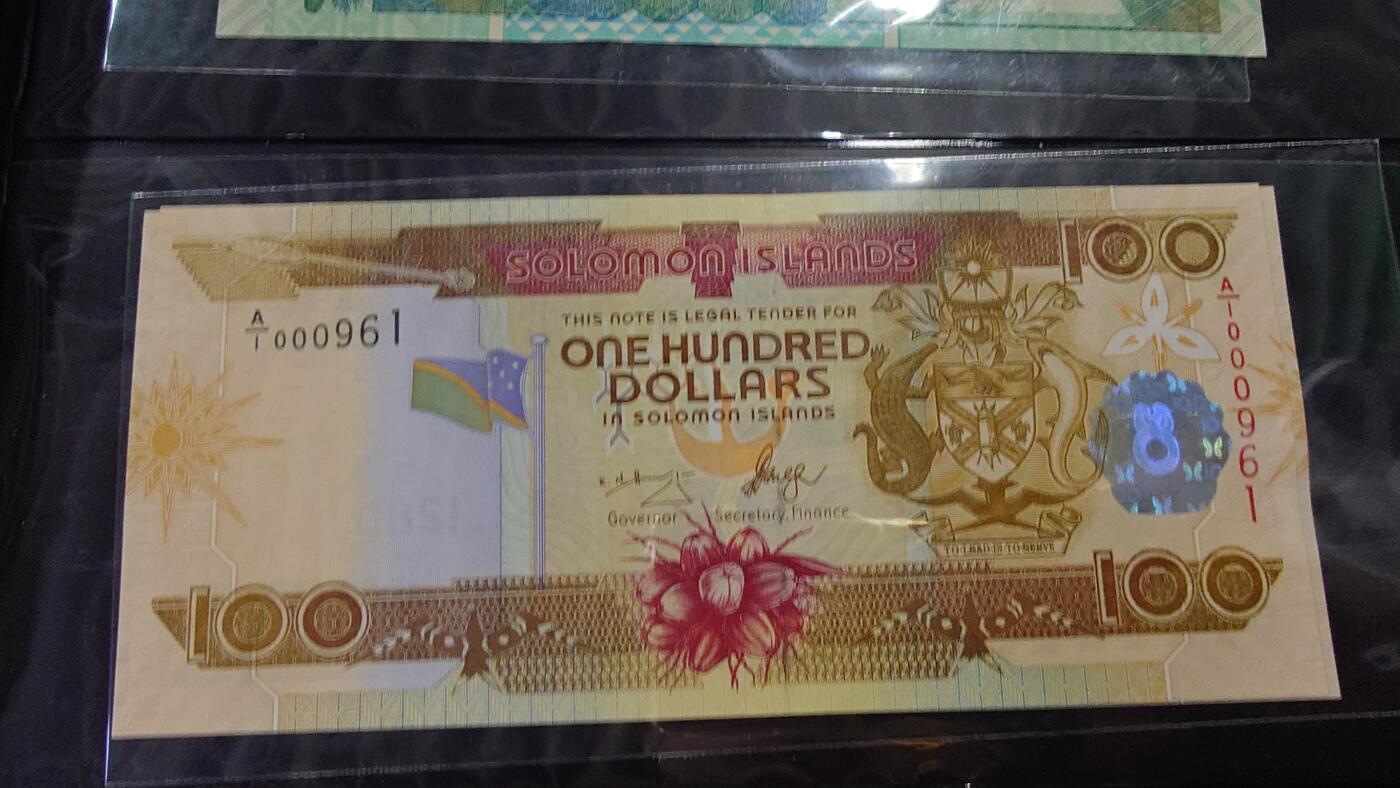 SOLOMON ISLANDS
100
A/1 000961
A/1 000961
THIS NOTE IS LEGAL TENDER FOR
ONE HUNDRED
DOLLARS
IN SOLOMON ISLANDS
Governor Secretary, Finance
TO LEAD IS TO SERVE
100
100